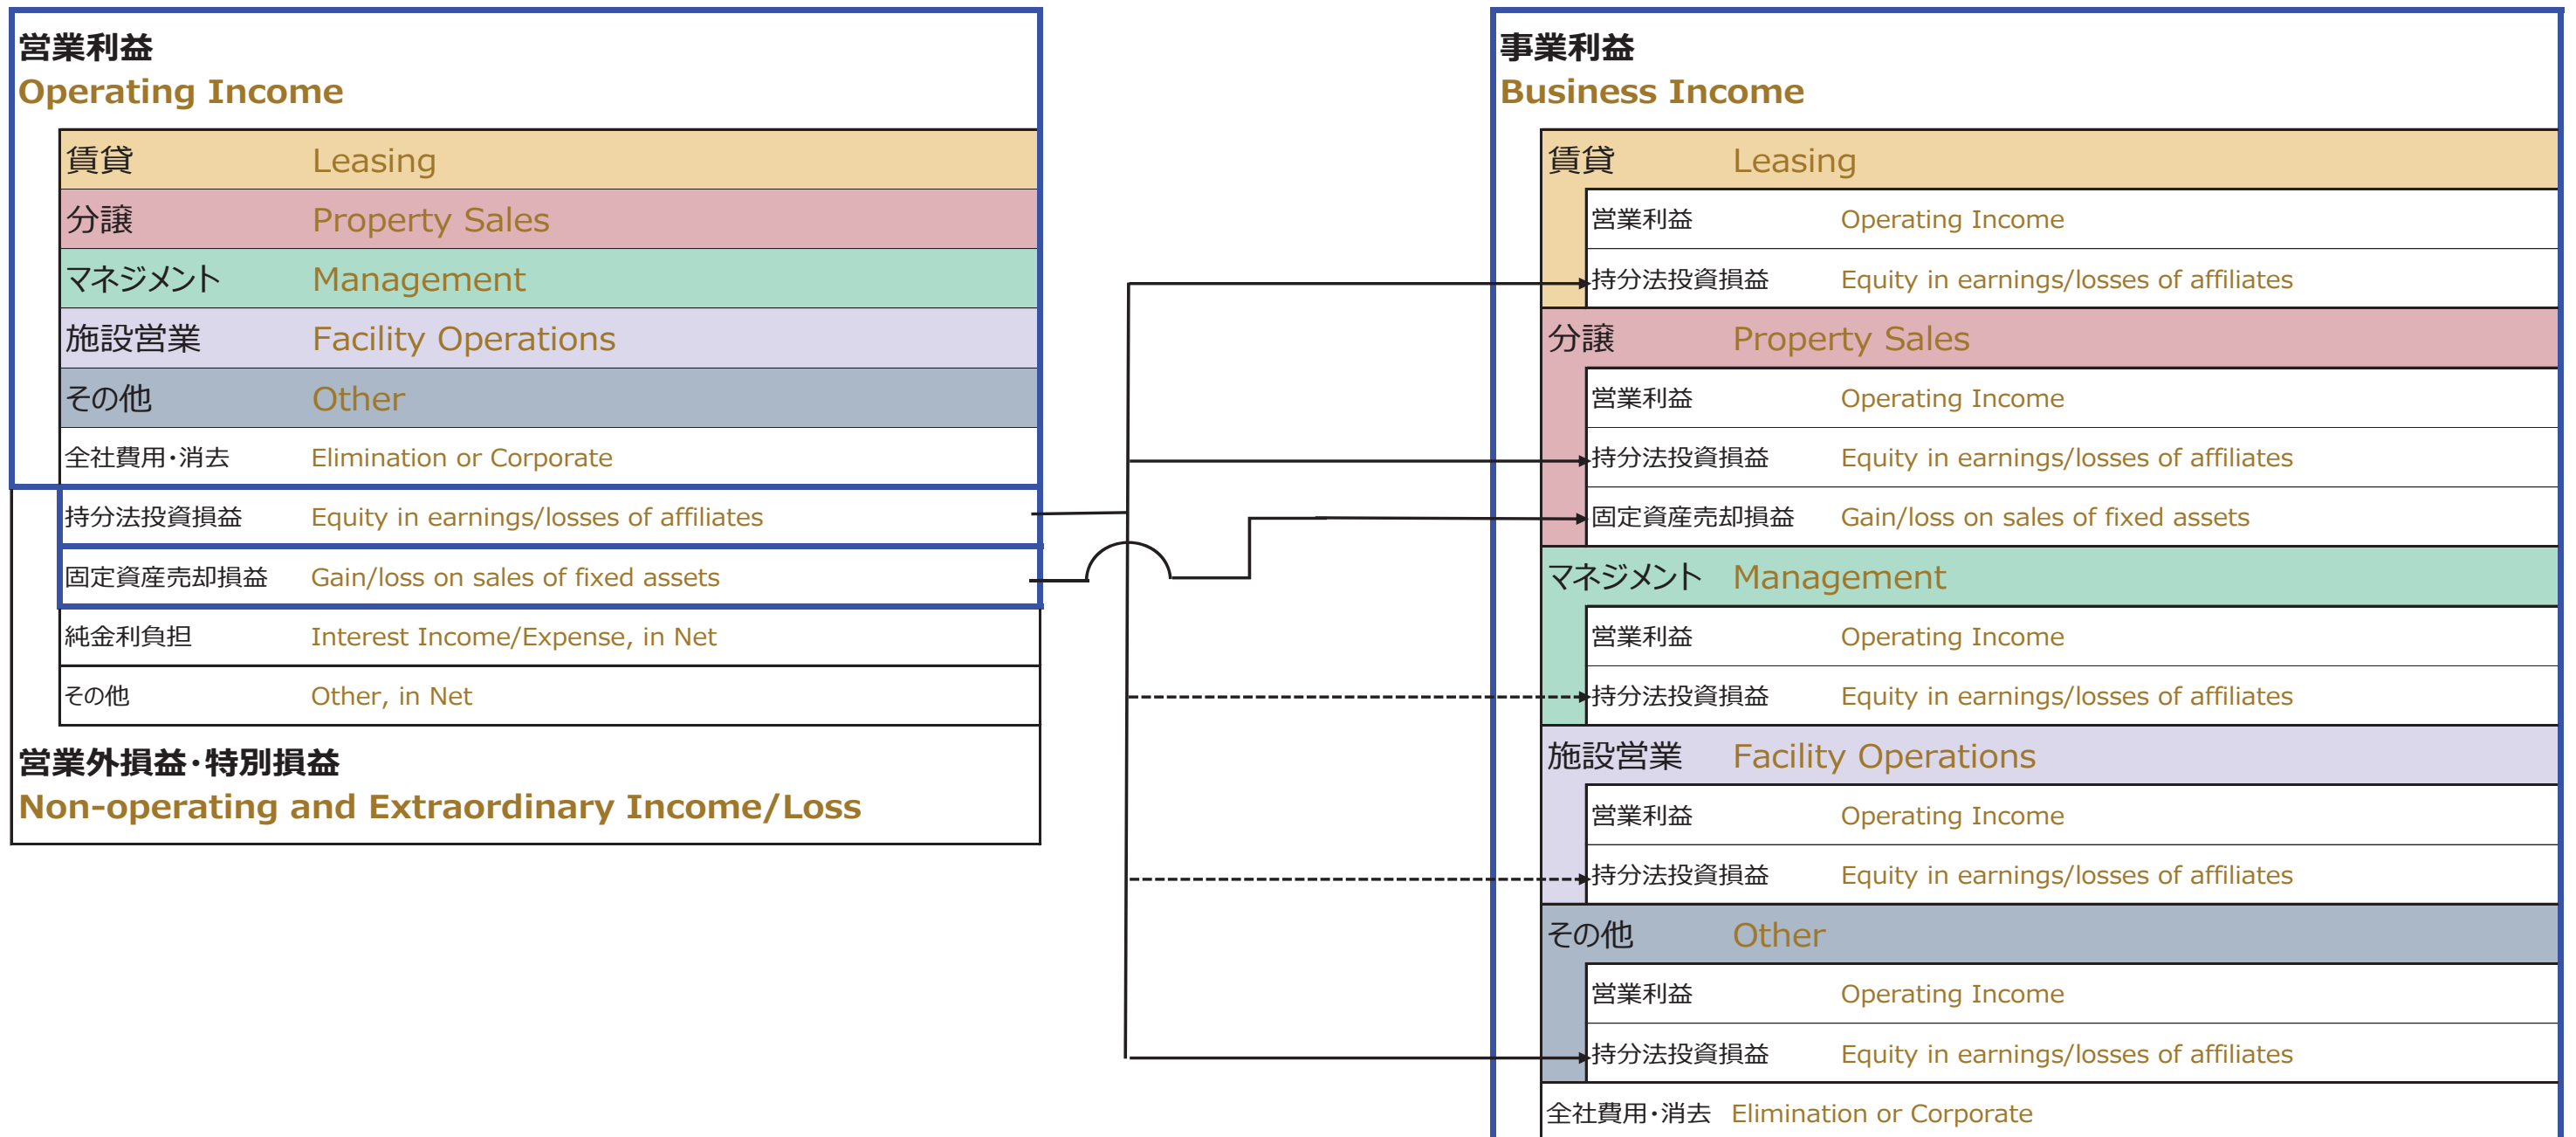 営業利益
Operating Income
賃貸 Leasing
分譲 Property Sales
マネジメント Management
施設営業 Facility Operations
その他 Other
全社費用・消去 Elimination or Corporate
持分法投資損益 Equity in earnings/losses of affiliates
固定資産売却損益 Gain/loss on sales of fixed assets
純金利負担 Interest Income/Expense, in Net
その他 Other, in Net
営業外損益・特別損益
Non-operating and Extraordinary Income/Loss
事業利益
Business Income
賃貸 Leasing
営業利益 Operating Income
持分法投資損益 Equity in earnings/losses of affiliates
分譲 Property Sales
営業利益 Operating Income
持分法投資損益 Equity in earnings/losses of affiliates
固定資産売却損益 Gain/loss on sales of fixed assets
マネジメント Management
営業利益 Operating Income
持分法投資損益 Equity in earnings/losses of affiliates
施設営業 Facility Operations
営業利益 Operating Income
持分法投資損益 Equity in earnings/losses of affiliates
その他 Other
営業利益 Operating Income
持分法投資損益 Equity in earnings/losses of affiliates
全社費用・消去 Elimination or Corporate